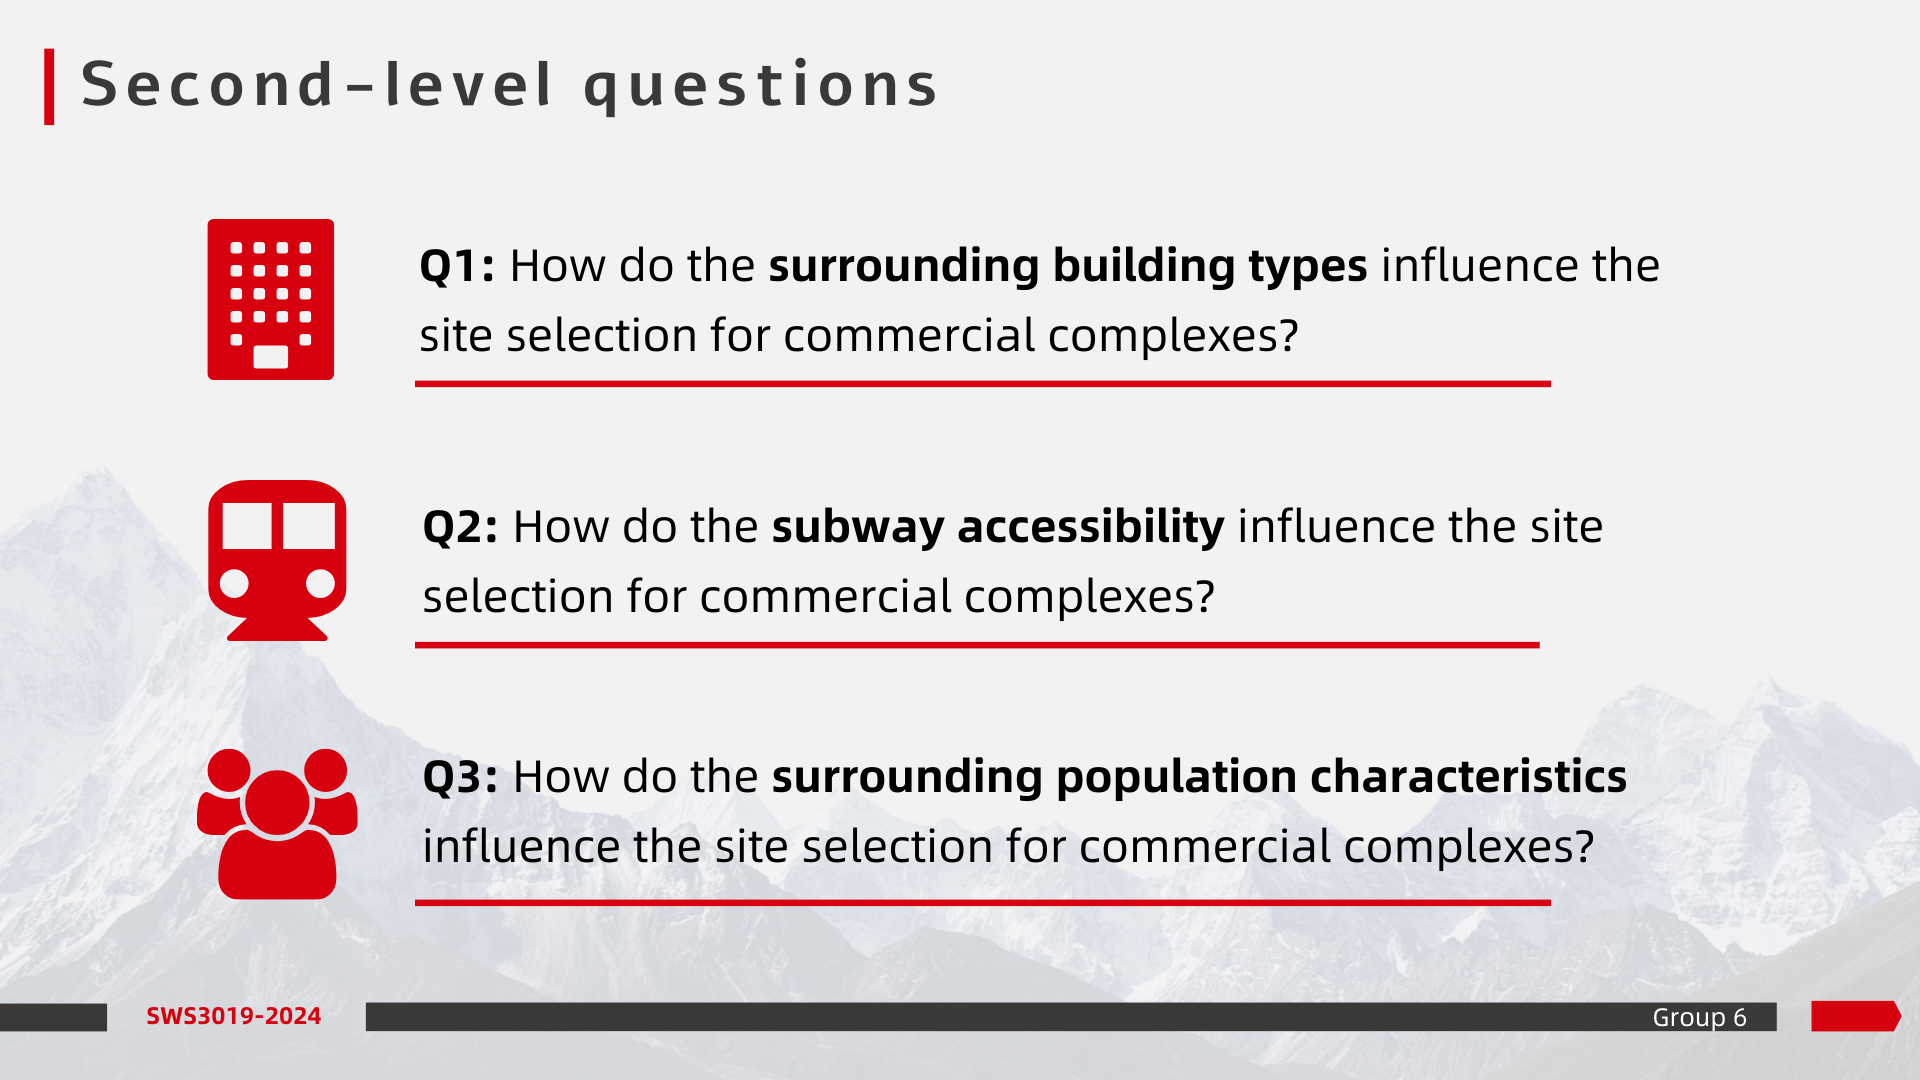 Second-level questions
Q1: How do the surrounding building types influence the
site selection for commercial complexes?
Q2: How do the subway accessibility influence the site
selection for commercial complexes?
Q3: How do the surrounding population characteristics
influence the site selection for commercial complexes?
SWS3019-2024
Group 6